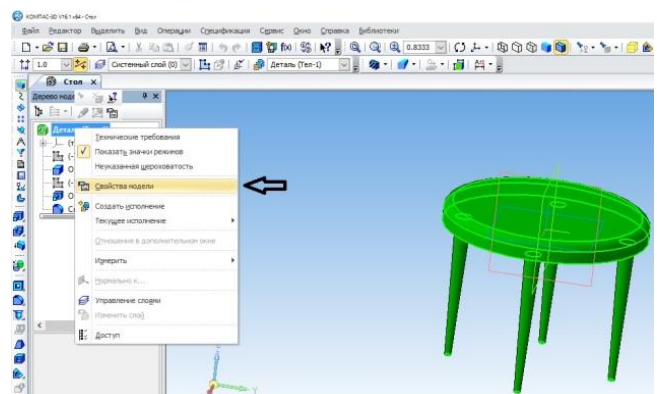 КОМПАС-3D V16.1 x64 - Стол
Файл Редактор Выделить Вид Операции Спецификация Сервис Окно Справка Библиотеки
f(x) 0.8333
1.0 Системный слой (0) Деталь (Тел-1)
Стол
Дерево
Технические требования
Показать значки режимов
Неуказанная шероховатость
Свойства модели
Создать исполнение
Текущее исполнение
Отношения в дополнительном окне
Измерить
Нормально к...
Управление слоями
Изменить слой
Доступ
Y